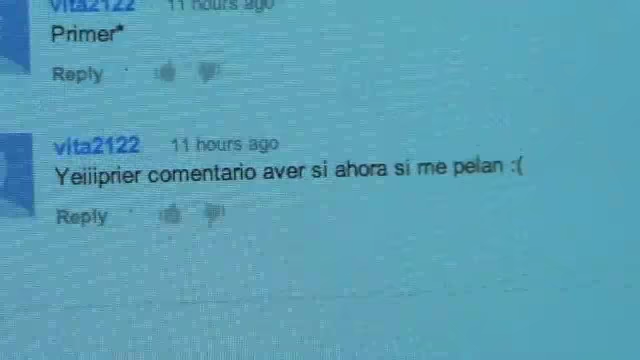 vita2122 11 hours ago
Primer*
Reply
vita2122 11 hours ago
Yeiiiprier comentario aver si ahora si me pelan :(
Reply